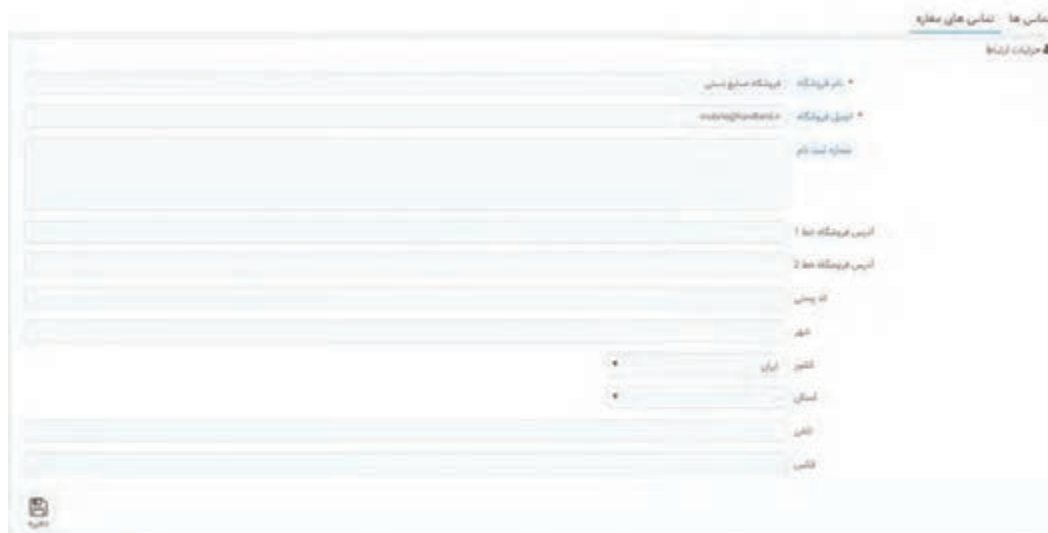 تماس ها تماس های مغازه
جزئیات ارتباط
* نام فروشگاه فروشگاه صنایع دستی
* ایمیل فروشگاه
شماره ثبت نام
آدرس فروشگاه خط 1
آدرس فروشگاه خط 2
کد پستی
شهر
کشور ایران
استان
تلفن
فاکس
ذخیره